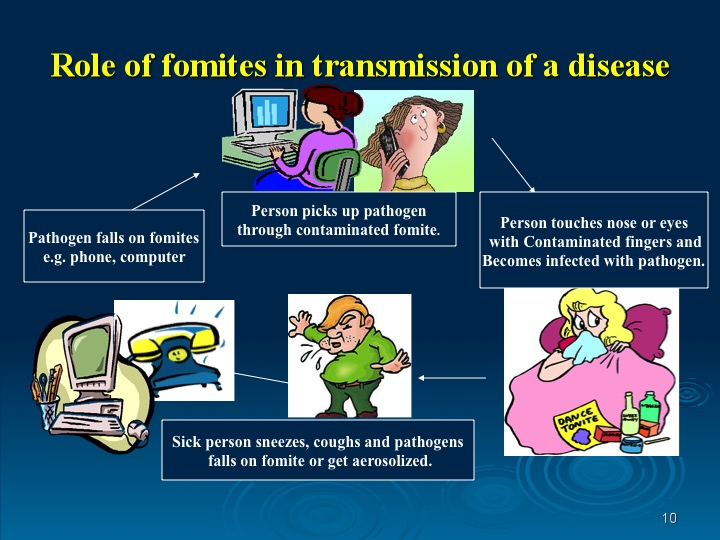 Role of fomites in transmission of a disease
Person picks up pathogen
through contaminated fomite.
Person touches nose or eyes
with Contaminated fingers and
Becomes infected with pathogen.
Pathogen falls on fomites
e.g. phone, computer
DANCE
TONITE
Sick person sneezes, coughs and pathogens
falls on fomite or get aerosolized.
10